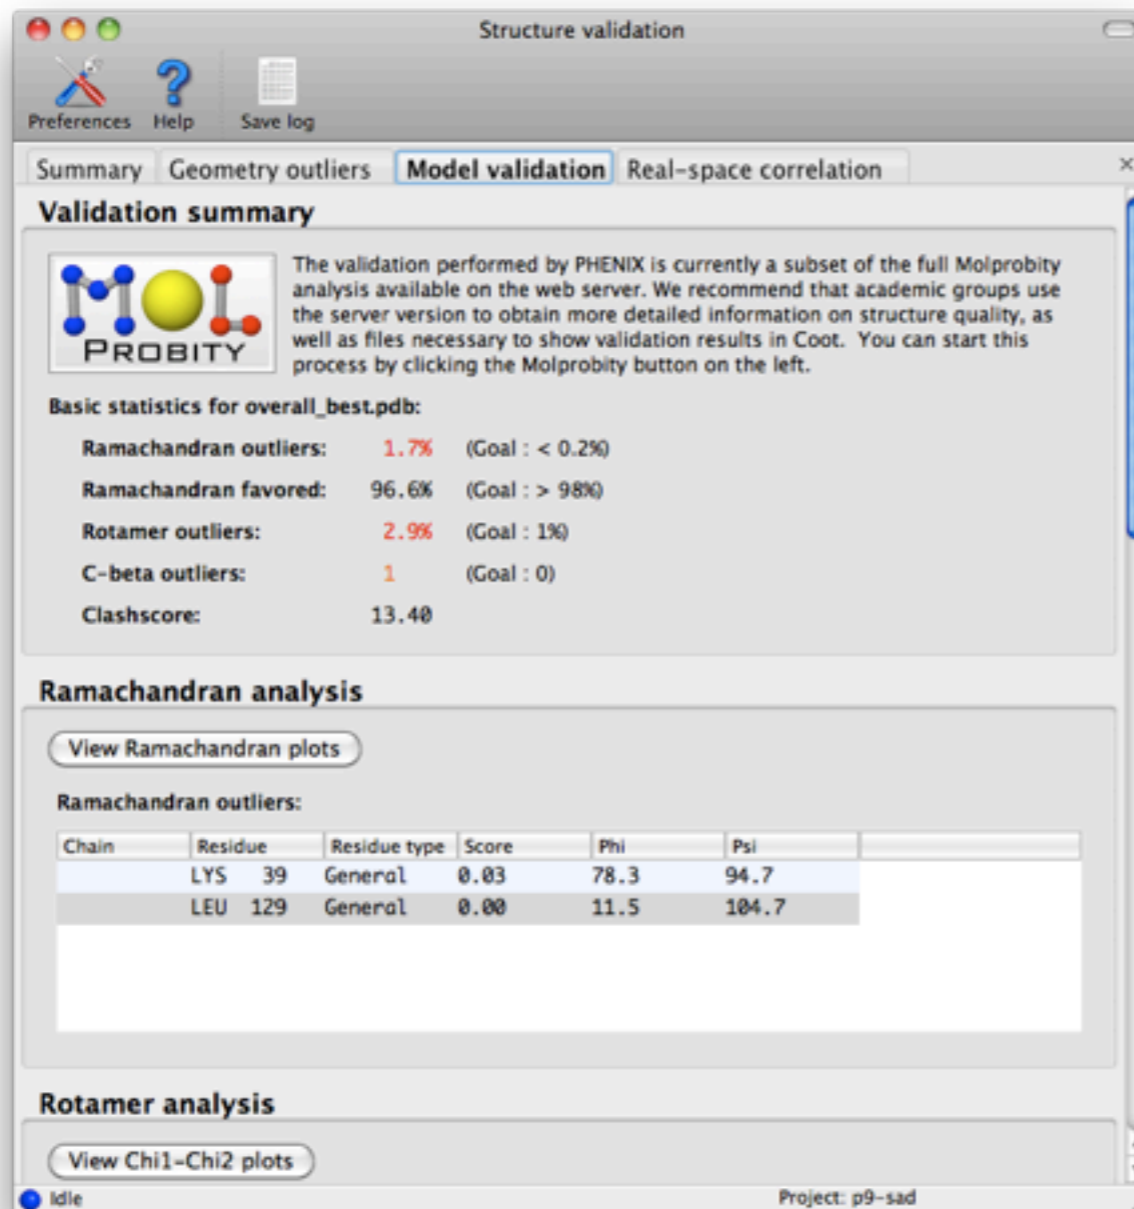 Structure validation
Preferences Help Save log
Summary Geometry outliers Model validation Real-space correlation
Validation summary
MOL
PROBITY
The validation performed by PHENIX is currently a subset of the full Molprobity
analysis available on the web server. We recommend that academic groups use
the server version to obtain more detailed information on structure quality, as
well as files necessary to show validation results in Coot. You can start this
process by clicking the Molprobity button on the left.
Basic statistics for overall_best.pdb:
Ramachandran outliers: 1.7% (Goal : < 0.2%)
Ramachandran favored: 96.6% (Goal : > 98%)
Rotamer outliers: 2.9% (Goal : 1%)
C-beta outliers: 1 (Goal : 0)
Clashscore: 13.40
Ramachandran analysis
View Ramachandran plots
Ramachandran outliers:
Chain Residue Residue type Score Phi Psi
LYS 39 General 0.03 78.3 94.7
LEU 129 General 0.00 11.5 104.7
Rotamer analysis
View Chi1-Chi2 plots
Idle Project: p9-sad